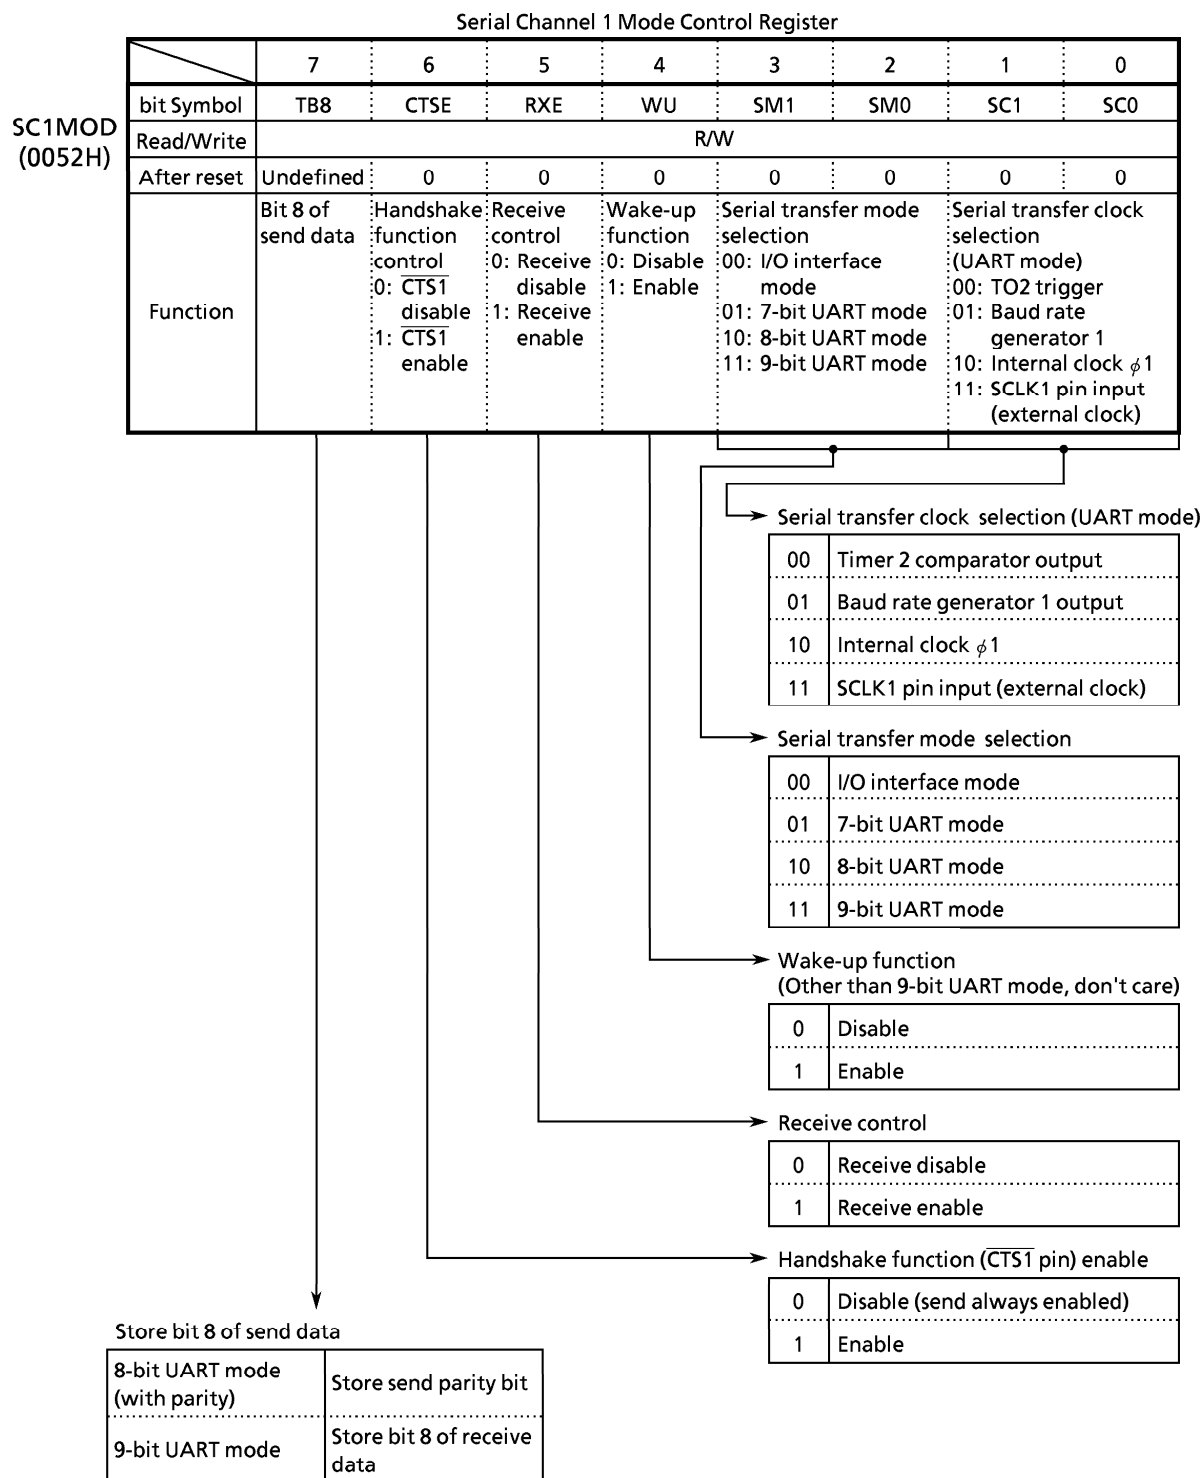 Serial Channel 1 Mode Control Register
7 6 5 4 3 2 1 0
bit Symbol TB8 CTSE RXE WU SM1 SM0 SC1 SC0
SC1MOD
(0052H)
Read/Write R/W
After reset Undefined 0 0 0 0 0 0 0
Function
Bit 8 of
send data
Handshake
function
control
0: CTS1
disable
1: CTS1
enable
Receive
control
0: Receive
disable
1: Receive
enable
Wake-up
function
0: Disable
1: Enable
Serial transfer mode
selection
00: I/O interface
mode
01: 7-bit UART mode
10: 8-bit UART mode
11: 9-bit UART mode
Serial transfer clock
selection
(UART mode)
00: TO2 trigger
01: Baud rate
generator 1
10: Internal clock ϕ1
11: SCLK1 pin input
(external clock)
Serial transfer clock selection (UART mode)
00 Timer 2 comparator output
01 Baud rate generator 1 output
10 Internal clock ϕ1
11 SCLK1 pin input (external clock)
Serial transfer mode selection
00 I/O interface mode
01 7-bit UART mode
10 8-bit UART mode
11 9-bit UART mode
Wake-up function
(Other than 9-bit UART mode, don't care)
0 Disable
1 Enable
Receive control
0 Receive disable
1 Receive enable
Handshake function (CTS1 pin) enable
0 Disable (send always enabled)
1 Enable
Store bit 8 of send data
8-bit UART mode
(with parity)
Store send parity bit
9-bit UART mode
Store bit 8 of receive
data